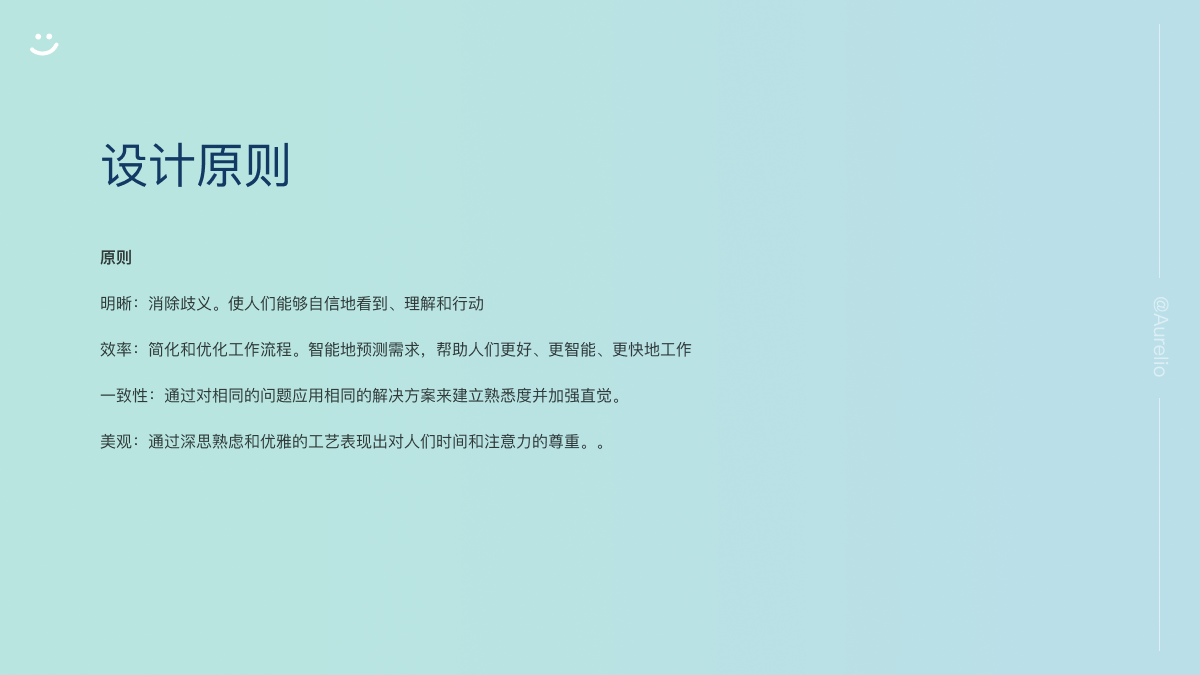 设计原则
原则
明晰：消除歧义。使人们能够自信地看到、理解和行动
效率：简化和优化工作流程。智能地预测需求，帮助人们更好、更智能、更快地工作
一致性：通过对相同的问题应用相同的解决方案来建立熟悉度并加强直觉。
美观：通过深思熟虑和优雅的工艺表现出对人们时间和注意力的尊重。。
@Aurelio